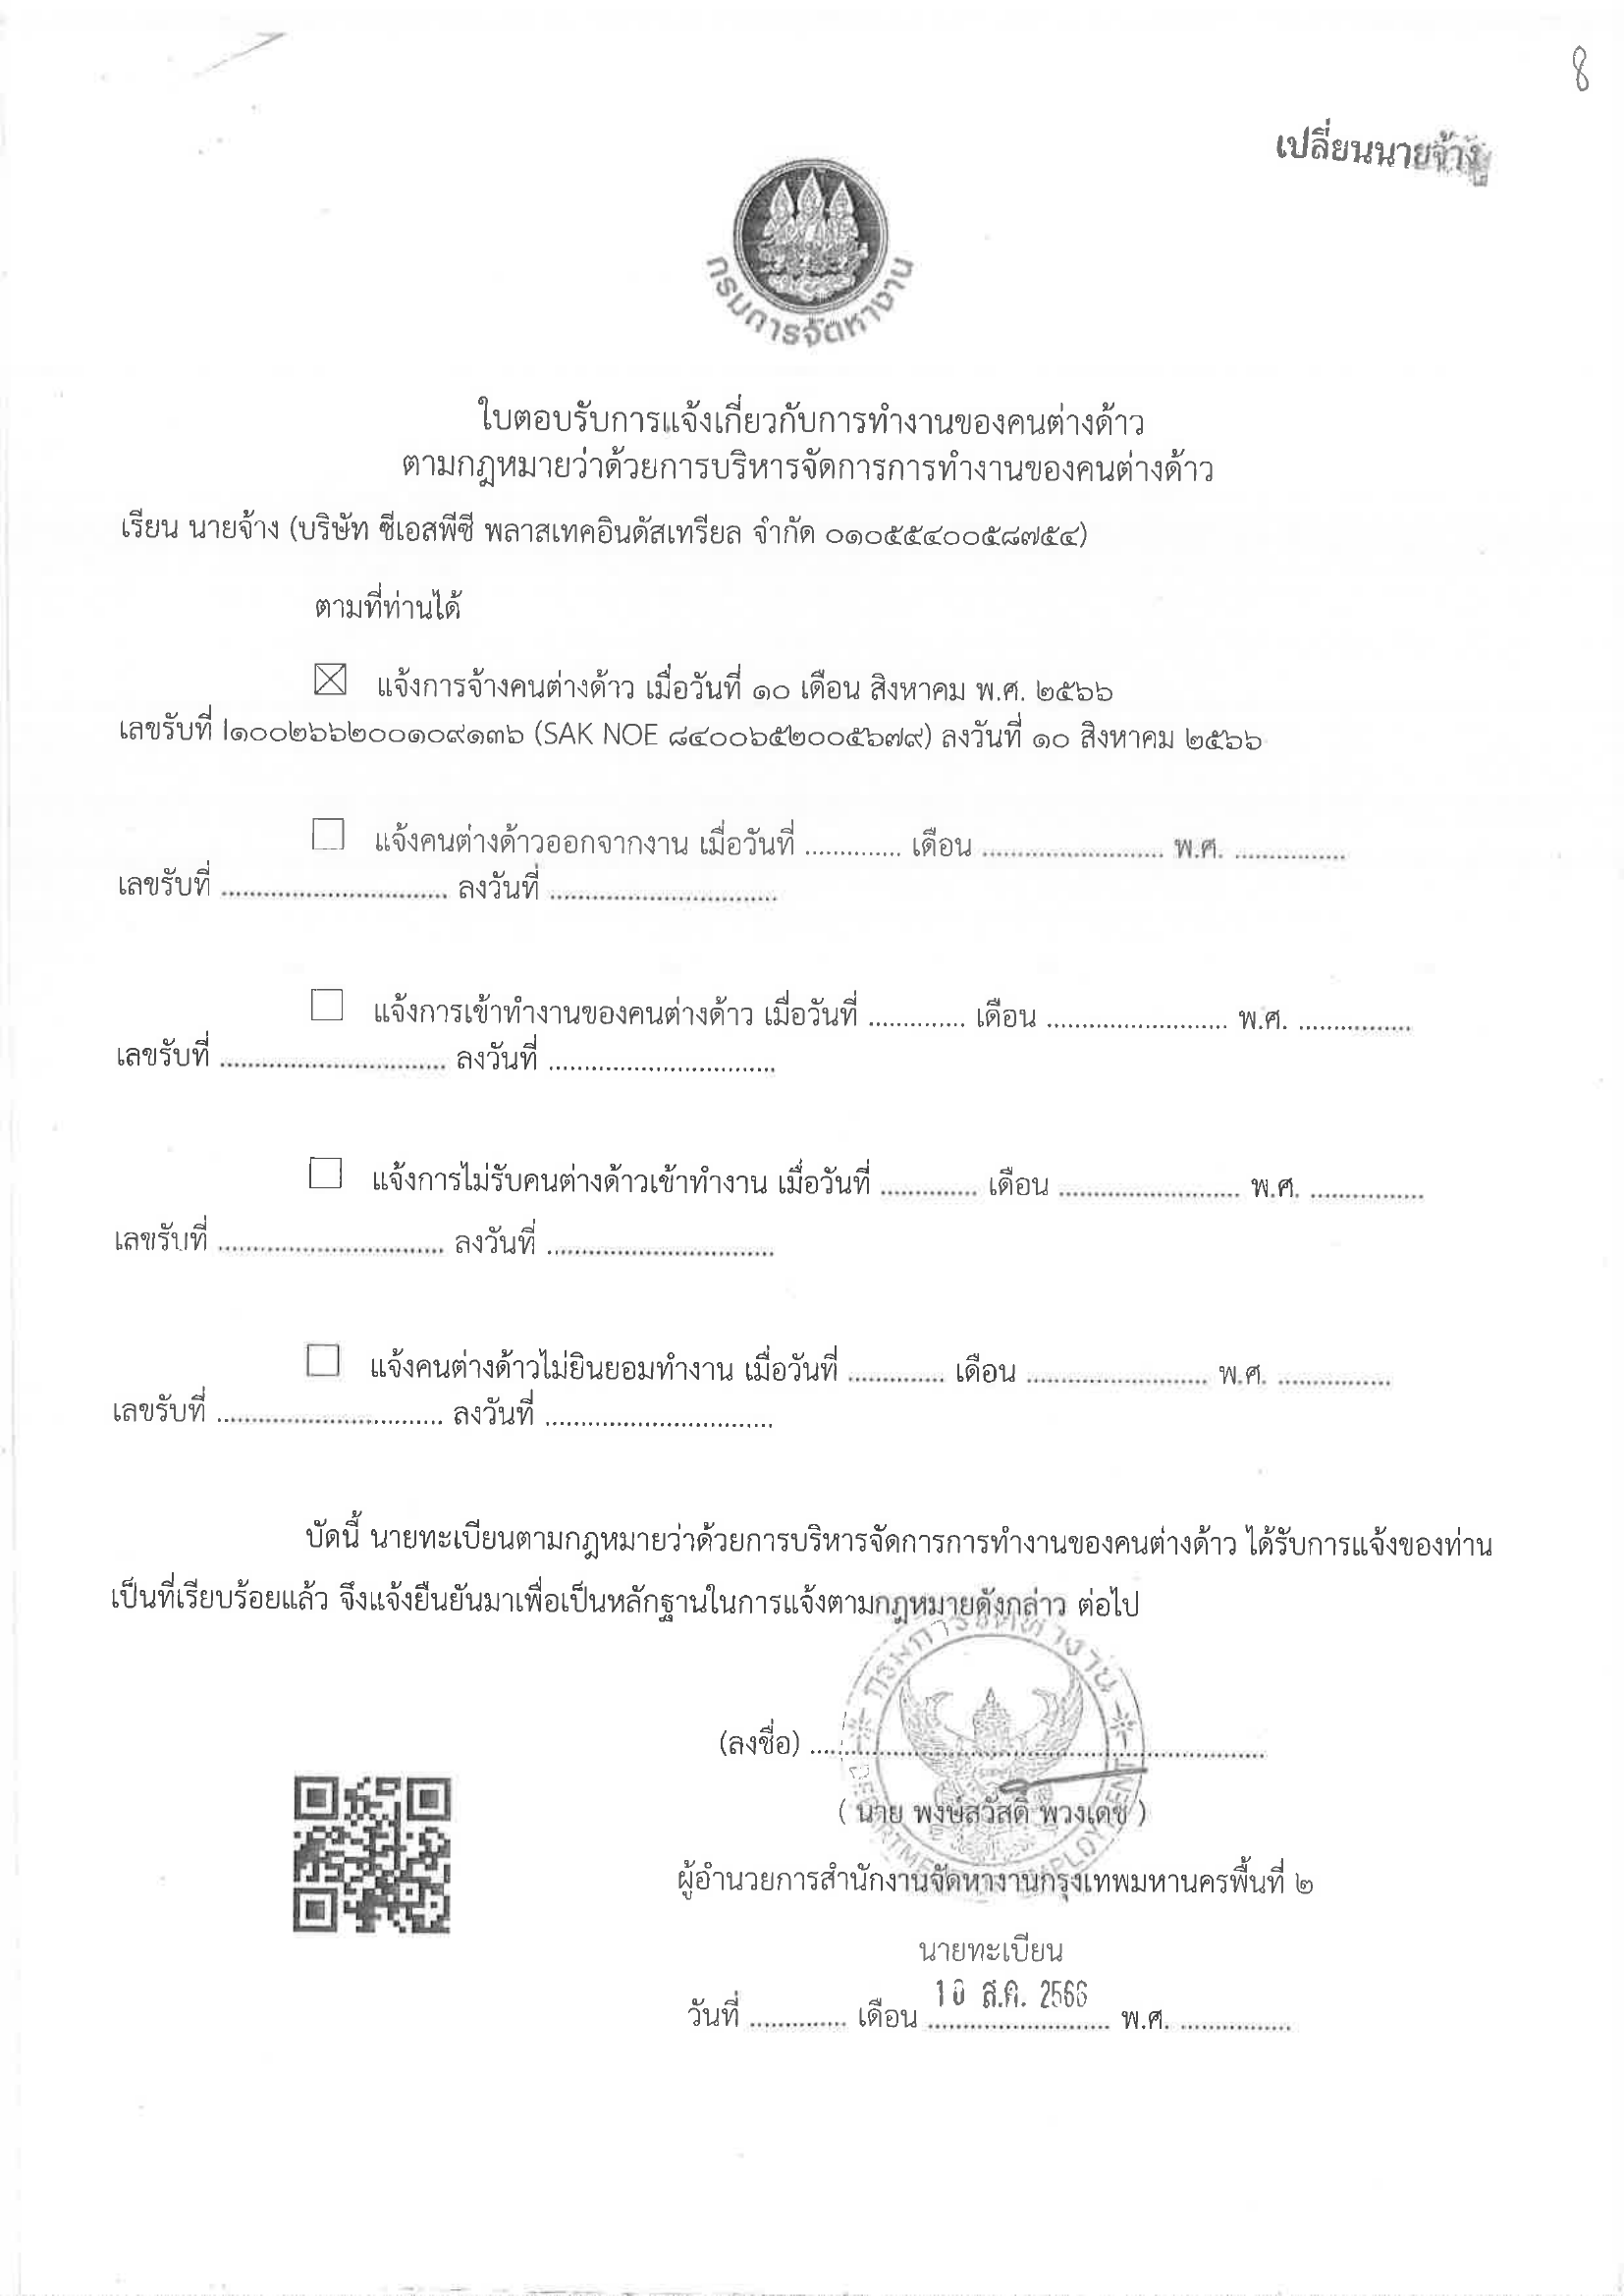 8
เปลี่ยนนายจ้าง
กรมการจัดหางาน
ใบตอบรับการแจ้งเกี่ยวกับการทำงานของคนต่างด้าว
ตามกฎหมายว่าด้วยการบริหารจัดการการทำงานของคนต่างด้าว
เรียน นายจ้าง (บริษัท ซีเอสพีซี พลาสเทคอินดัสเทรียล จำกัด ๐๑๐๕๕๔๐๐๕๘๗๕๔)
ตามที่ท่านได้
แจ้งการจ้างคนต่างด้าว เมื่อวันที่ ๑๐ เดือน สิงหาคม พ.ศ. ๒๕๖๖
เลขรับที่ |๑๐๐๒๖๖๒๐๐๑๐๙๑๓๖ (SAK NOE ๘๔๐๐๖๕๒๐๐๕๖๗๙) ลงวันที่ ๑๐ สิงหาคม ๒๕๖๖
แจ้งคนต่างด้าวออกจากงาน เมื่อวันที่ ............. เดือน ......................... พ.ศ. ...............
เลขรับที่ ............................... ลงวันที่ ...............................
แจ้งการเข้าทำงานของคนต่างด้าว เมื่อวันที่ ............. เดือน ......................... พ.ศ. ...............
เลขรับที่ ............................... ลงวันที่ ...............................
แจ้งการไม่รับคนต่างด้าวเข้าทำงาน เมื่อวันที่ ............. เดือน ......................... พ.ศ. ...............
เลขรับที่ ............................... ลงวันที่ ...............................
แจ้งคนต่างด้าวไม่ยินยอมทำงาน เมื่อวันที่ ............. เดือน ......................... พ.ศ. ...............
เลขรับที่ ............................... ลงวันที่ ...............................
บัดนี้ นายทะเบียนตามกฎหมายว่าด้วยการบริหารจัดการการทำงานของคนต่างด้าว ได้รับการแจ้งของท่าน
เป็นที่เรียบร้อยแล้ว จึงแจ้งยืนยันมาเพื่อเป็นหลักฐานในการแจ้งตามกฎหมายดังกล่าว ต่อไป
กรมการจัดหางาน
(ลงชื่อ) ...............................................................
( นาย พงษ์สวัสดิ์ พวงเดช )
DEPARTMENT EMPLOYMENT
ผู้อำนวยการสำนักงานจัดหางานกรุงเทพมหานครพื้นที่ ๒
นายทะเบียน
10 ส.ค. 2566
วันที่ ............. เดือน ......................... พ.ศ. ...............